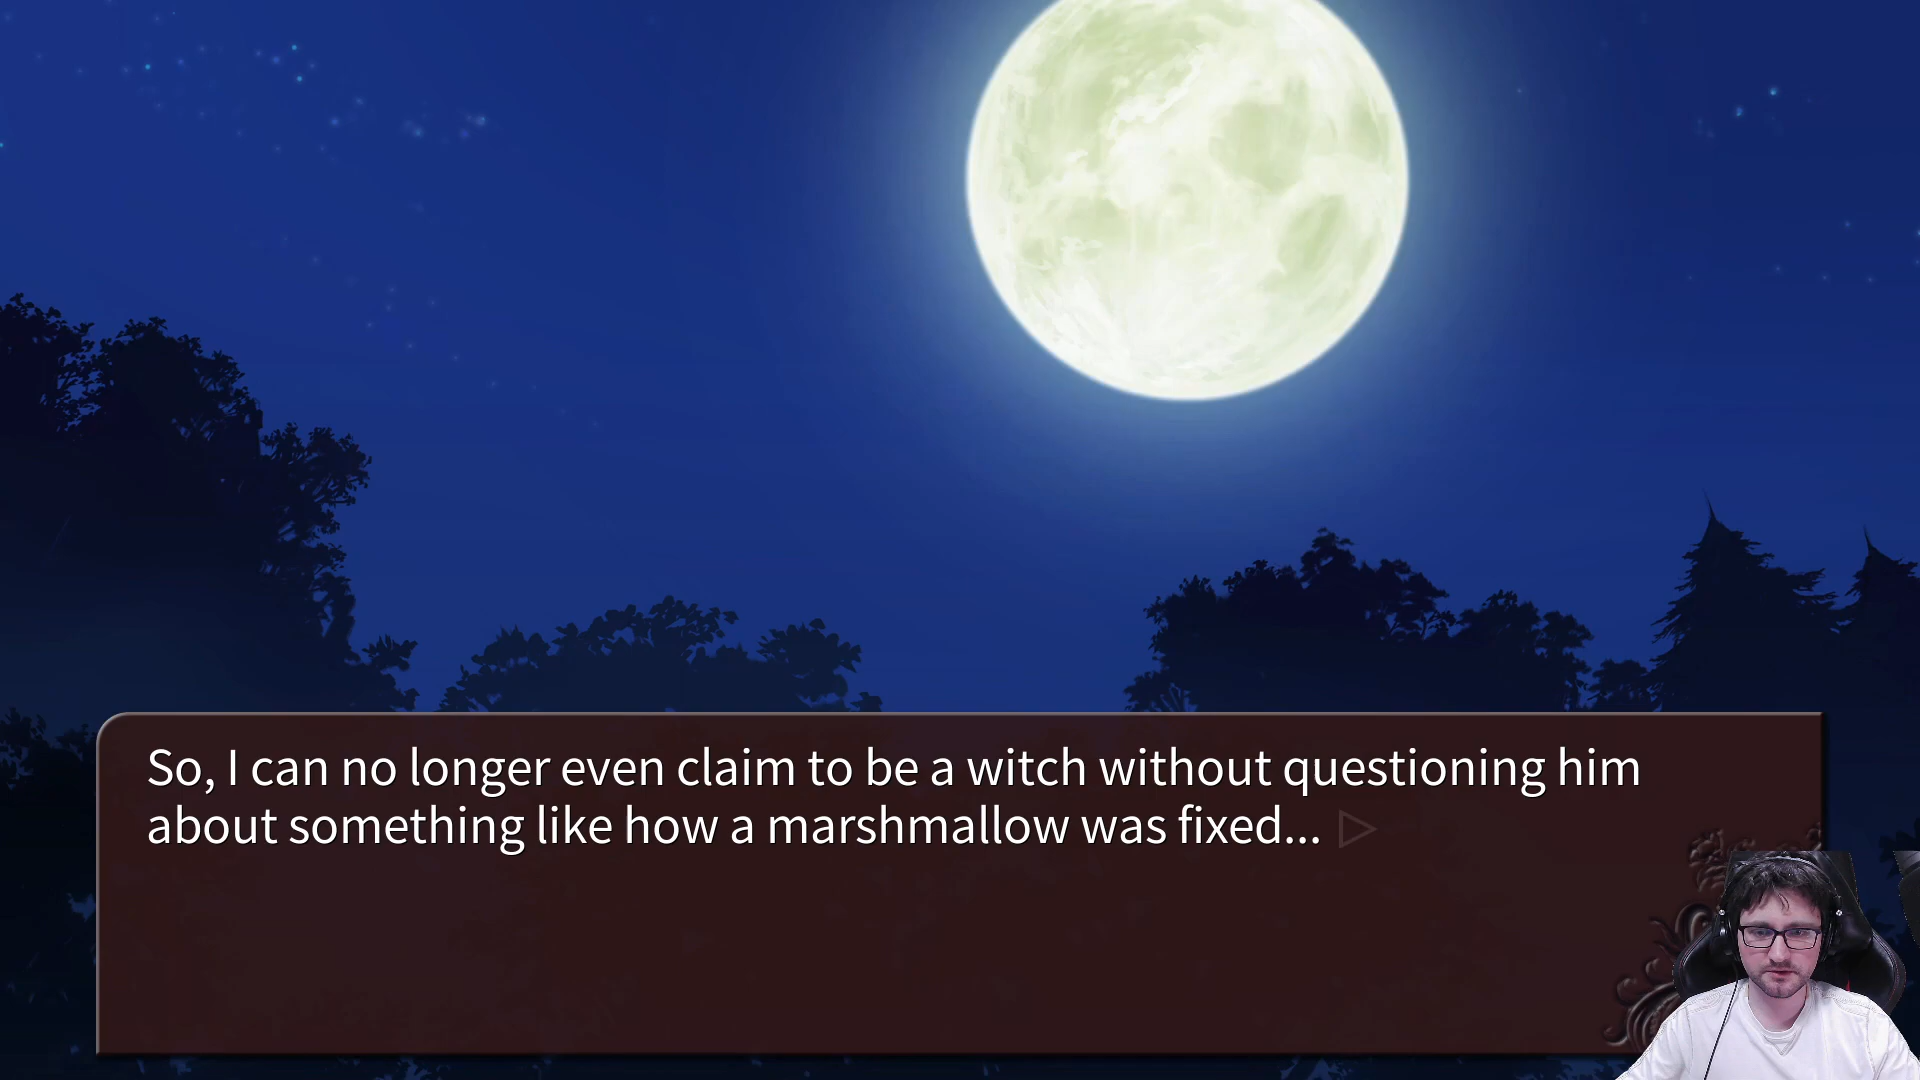 So, I can no longer even claim to be a witch without questioning him
about something like how a marshmallow was fixed...